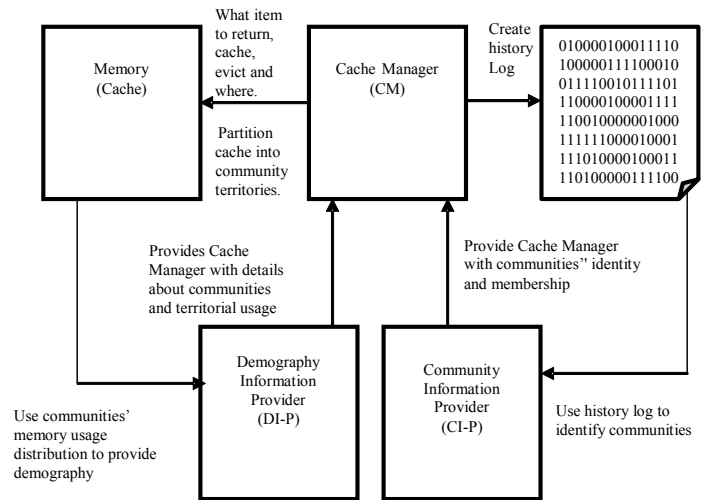 What item
to return,
cache,
evict and
where.
Memory
(Cache)
Partition
cache into
community
territories.
Cache Manager
(CM)
Create
history
Log
010000100011110
100000111100010
011110010111101
110000100001111
110010000001000
111111000010001
111010000100011
110100000111100
Provides Cache
Manager with details
about communities
and territorial usage
Provide Cache Manager
with communities’' identity
and membership
Demography
Information
Provider
(DI-P)
Community
Information
Provider
(CI-P)
Use communities’
memory usage
distribution to provide
demography
Use history log to
identify communities